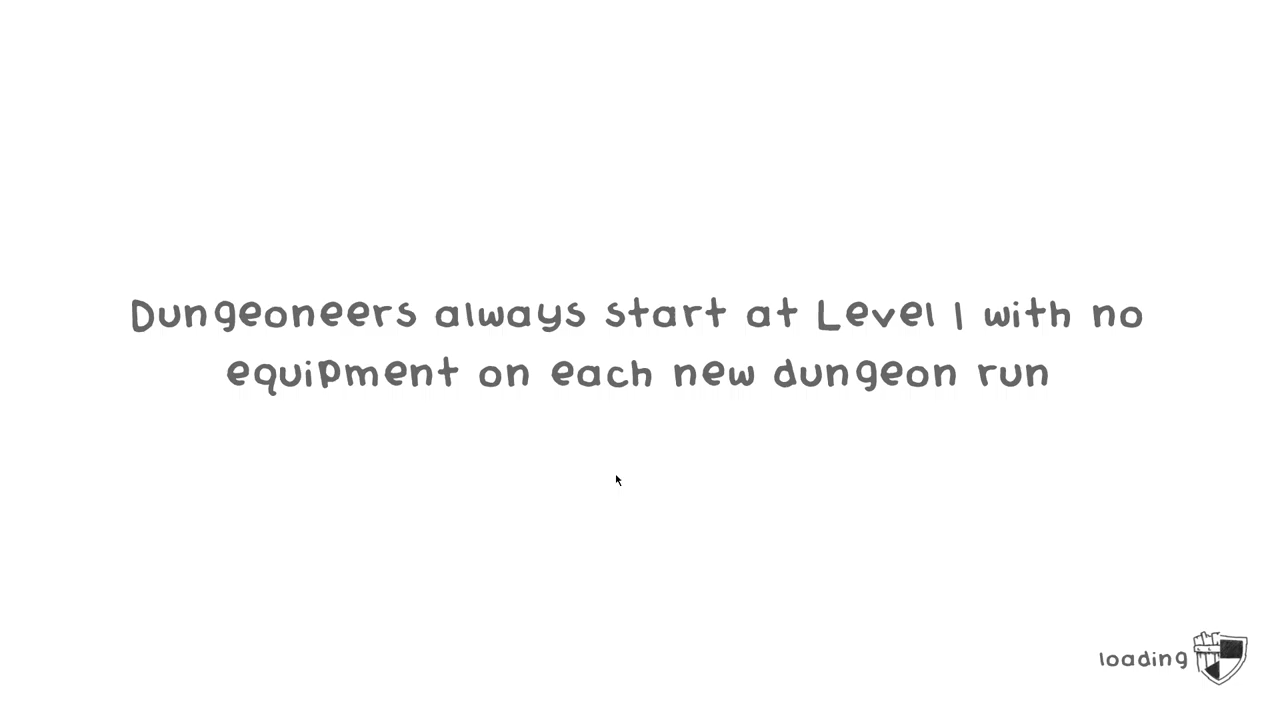 Dungeoneers always start at Level 1 with no
equipment on each new dungeon run
loading